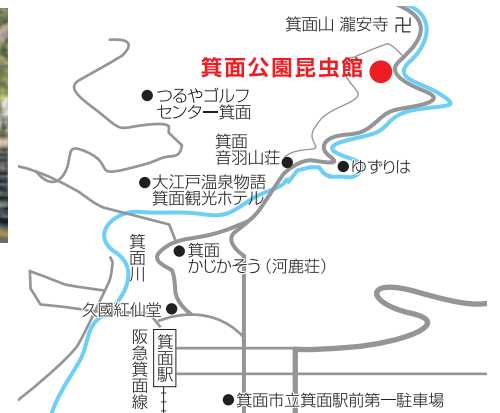 箕面山 瀧安寺 卍
箕面公園昆虫館
つるやゴルフ
センター箕面
箕面
音羽山荘
ゆずりは
大江戸温泉物語
箕面観光ホテル
箕面川
箕面
かじかそう（河鹿荘）
久國紅仙堂
阪急箕面線
箕面駅
箕面市立箕面駅前第一駐車場